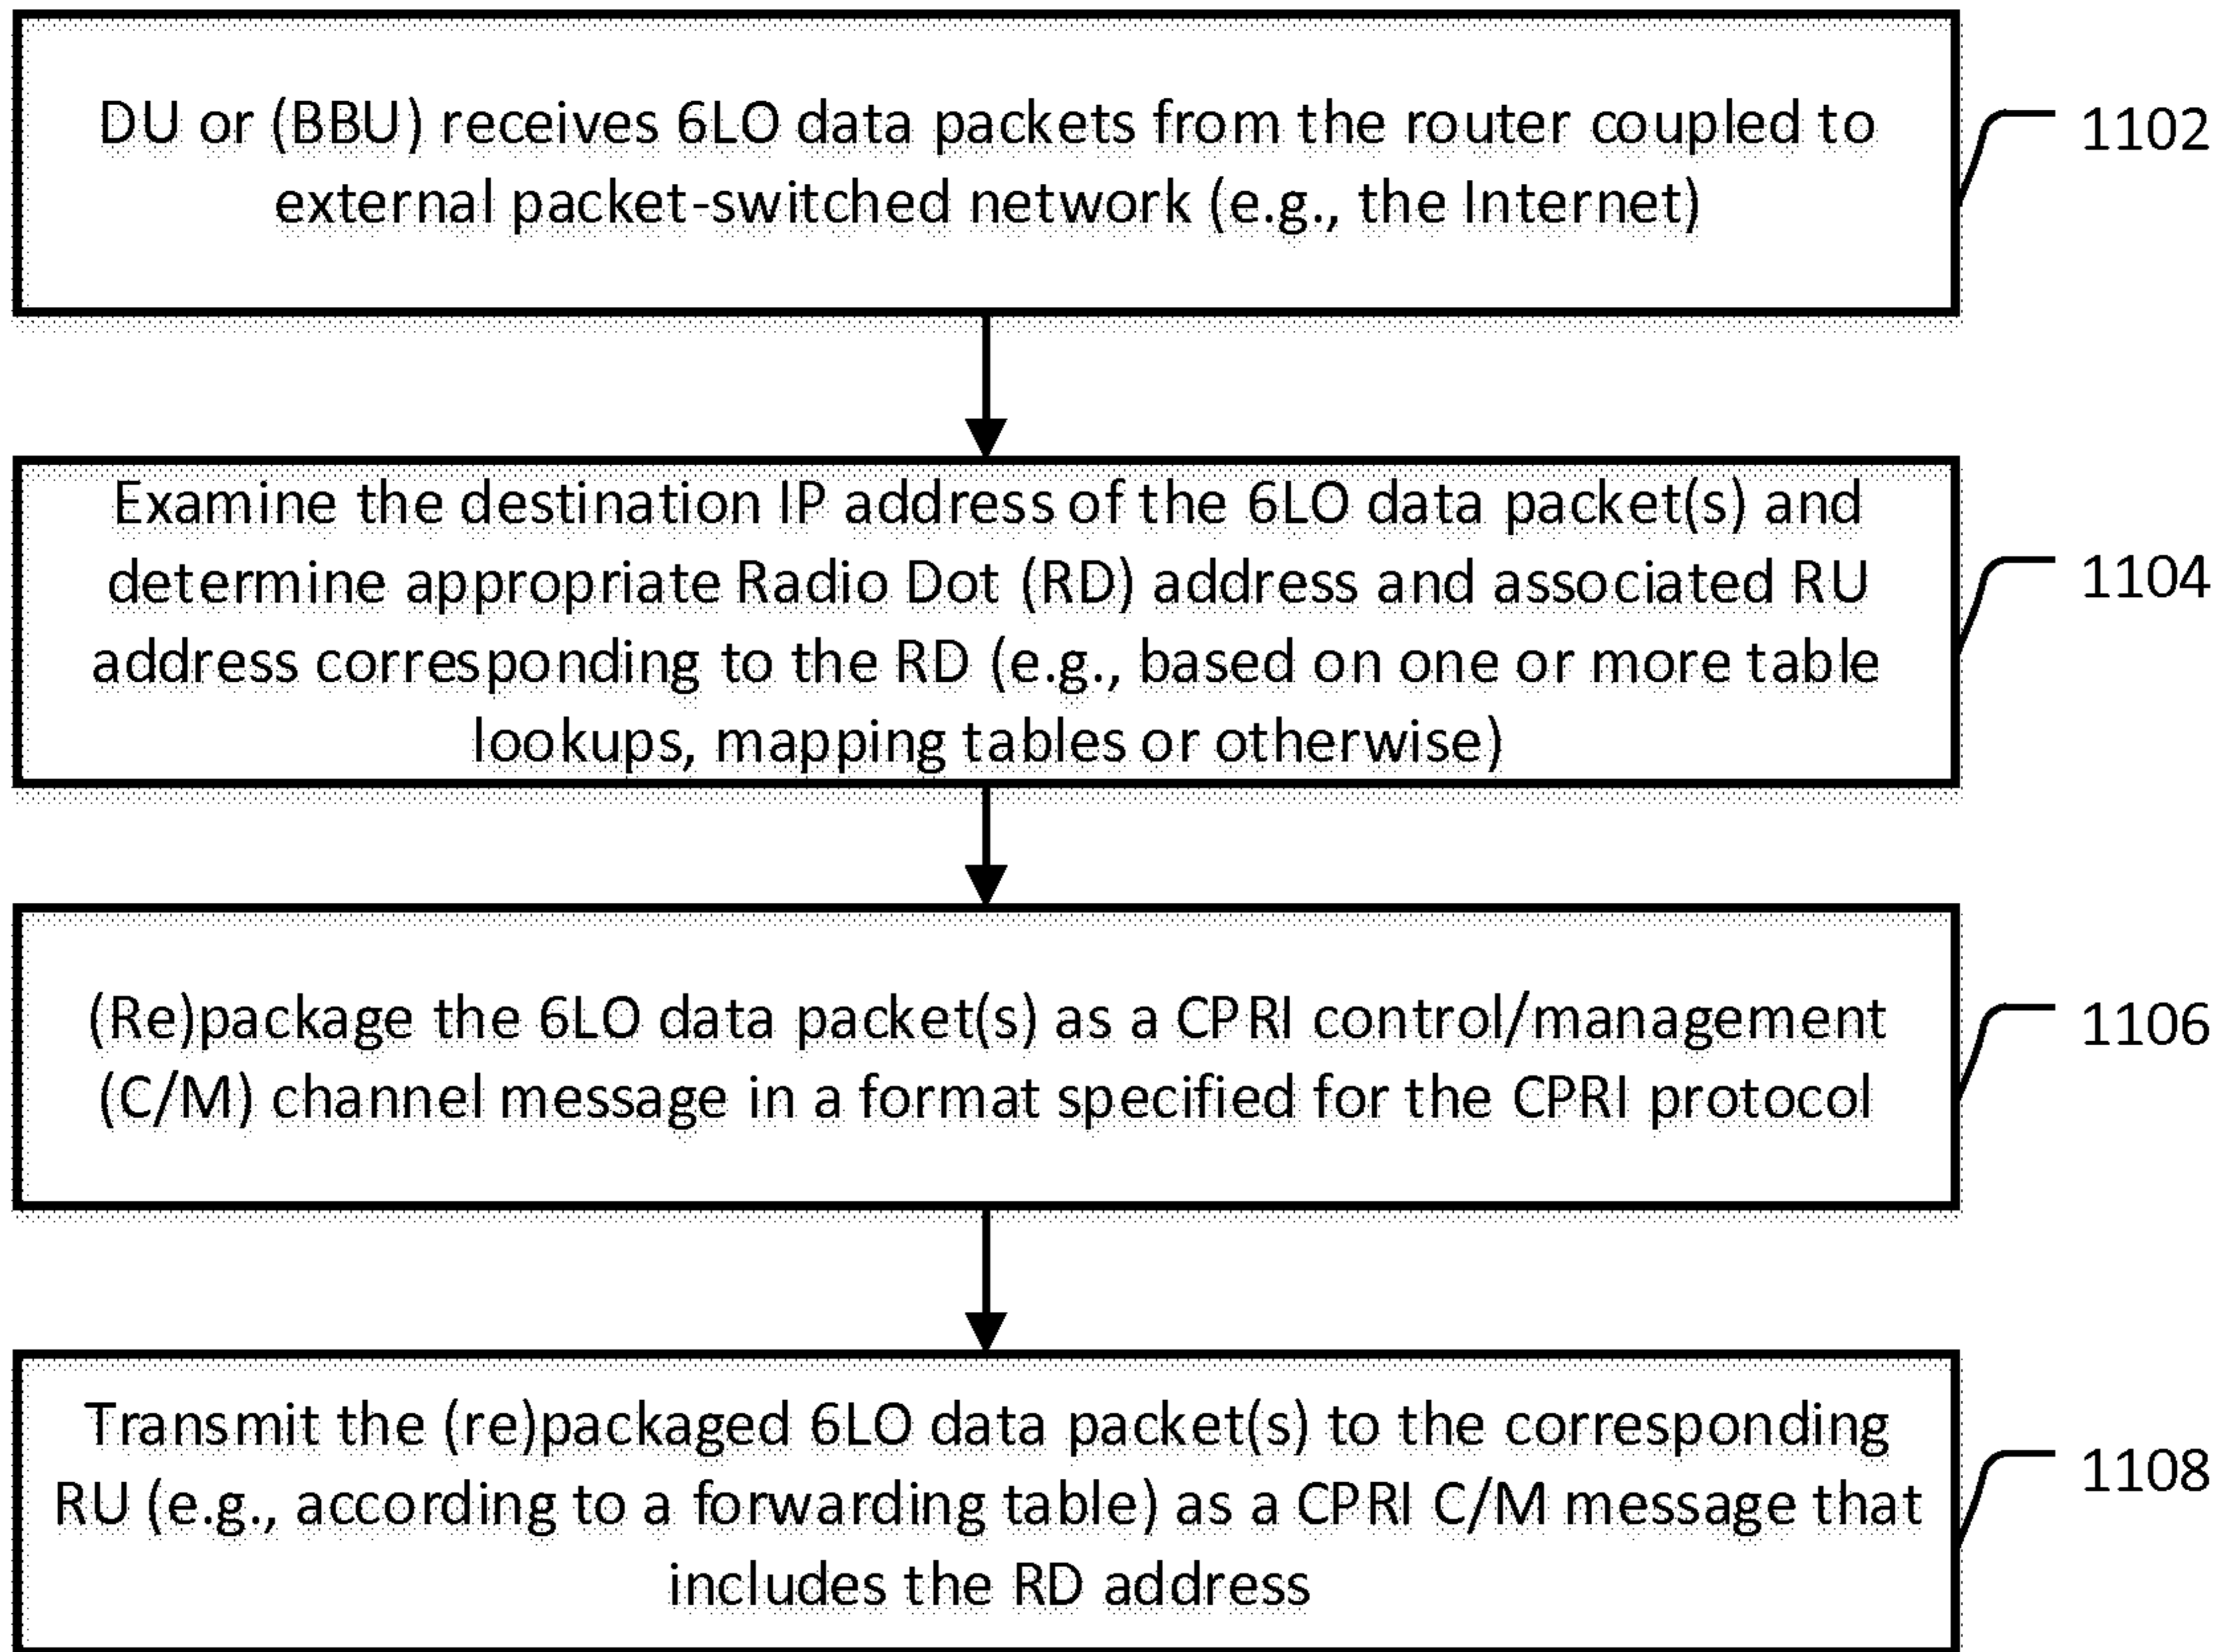 DU or (BBU) receives 6LO data packets from the router coupled to
external packet-switched network (e.g., the Internet)
1102
Examine the destination IP address of the 6LO data packet(s) and
determine appropriate Radio Dot (RD) address and associated RU
address corresponding to the RD (e.g., based on one or more table
lookups, mapping tables or otherwise)
1104
(Re)package the 6LO data packet(s) as a CPRI control/management
(C/M) channel message in a format specified for the CPRI protocol
1106
Transmit the (re)packaged 6LO data packet(s) to the corresponding
RU (e.g., according to a forwarding table) as a CPRI C/M message that
includes the RD address
1108